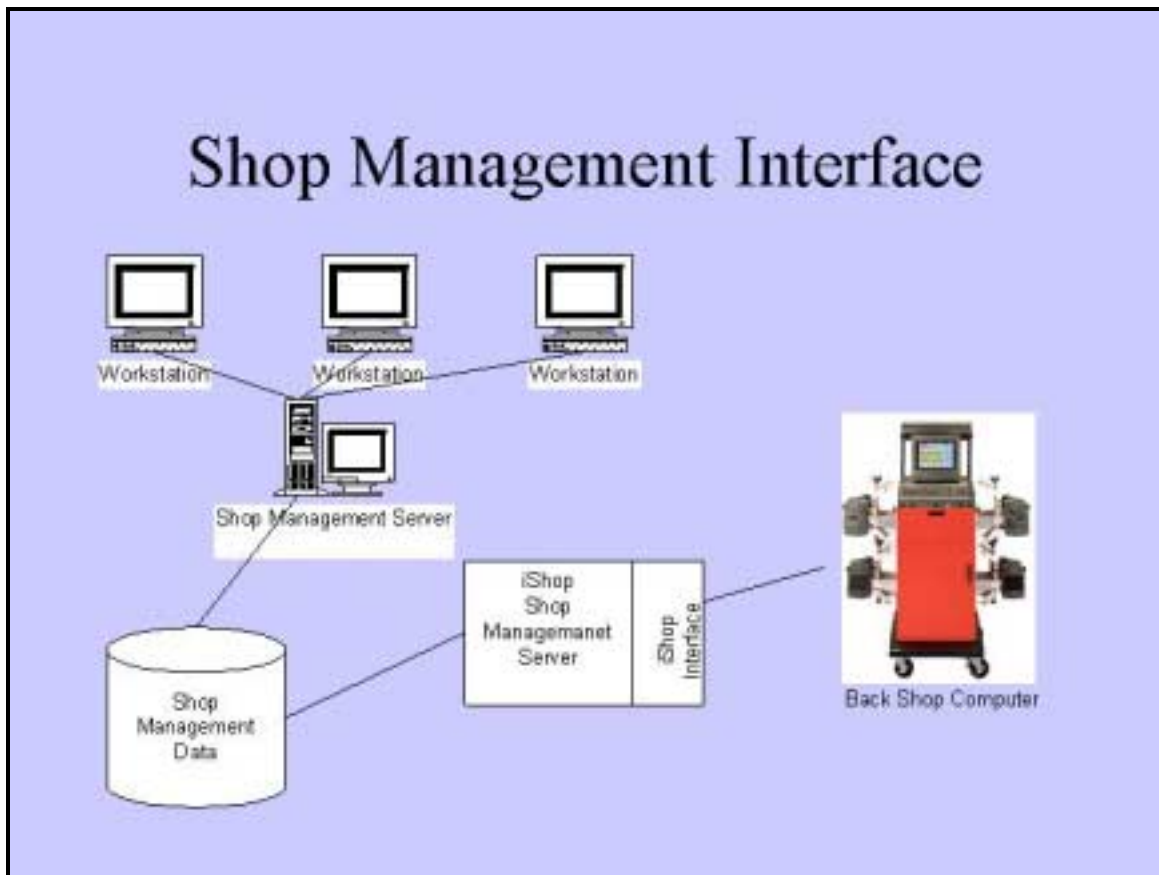 Shop Management Interface
Workstation
Workstation
Workstation
Shop Management Server
iShop
Shop
Managemanet
Server
iShop
Interface
Back Shop Computer
Shop
Management
Data